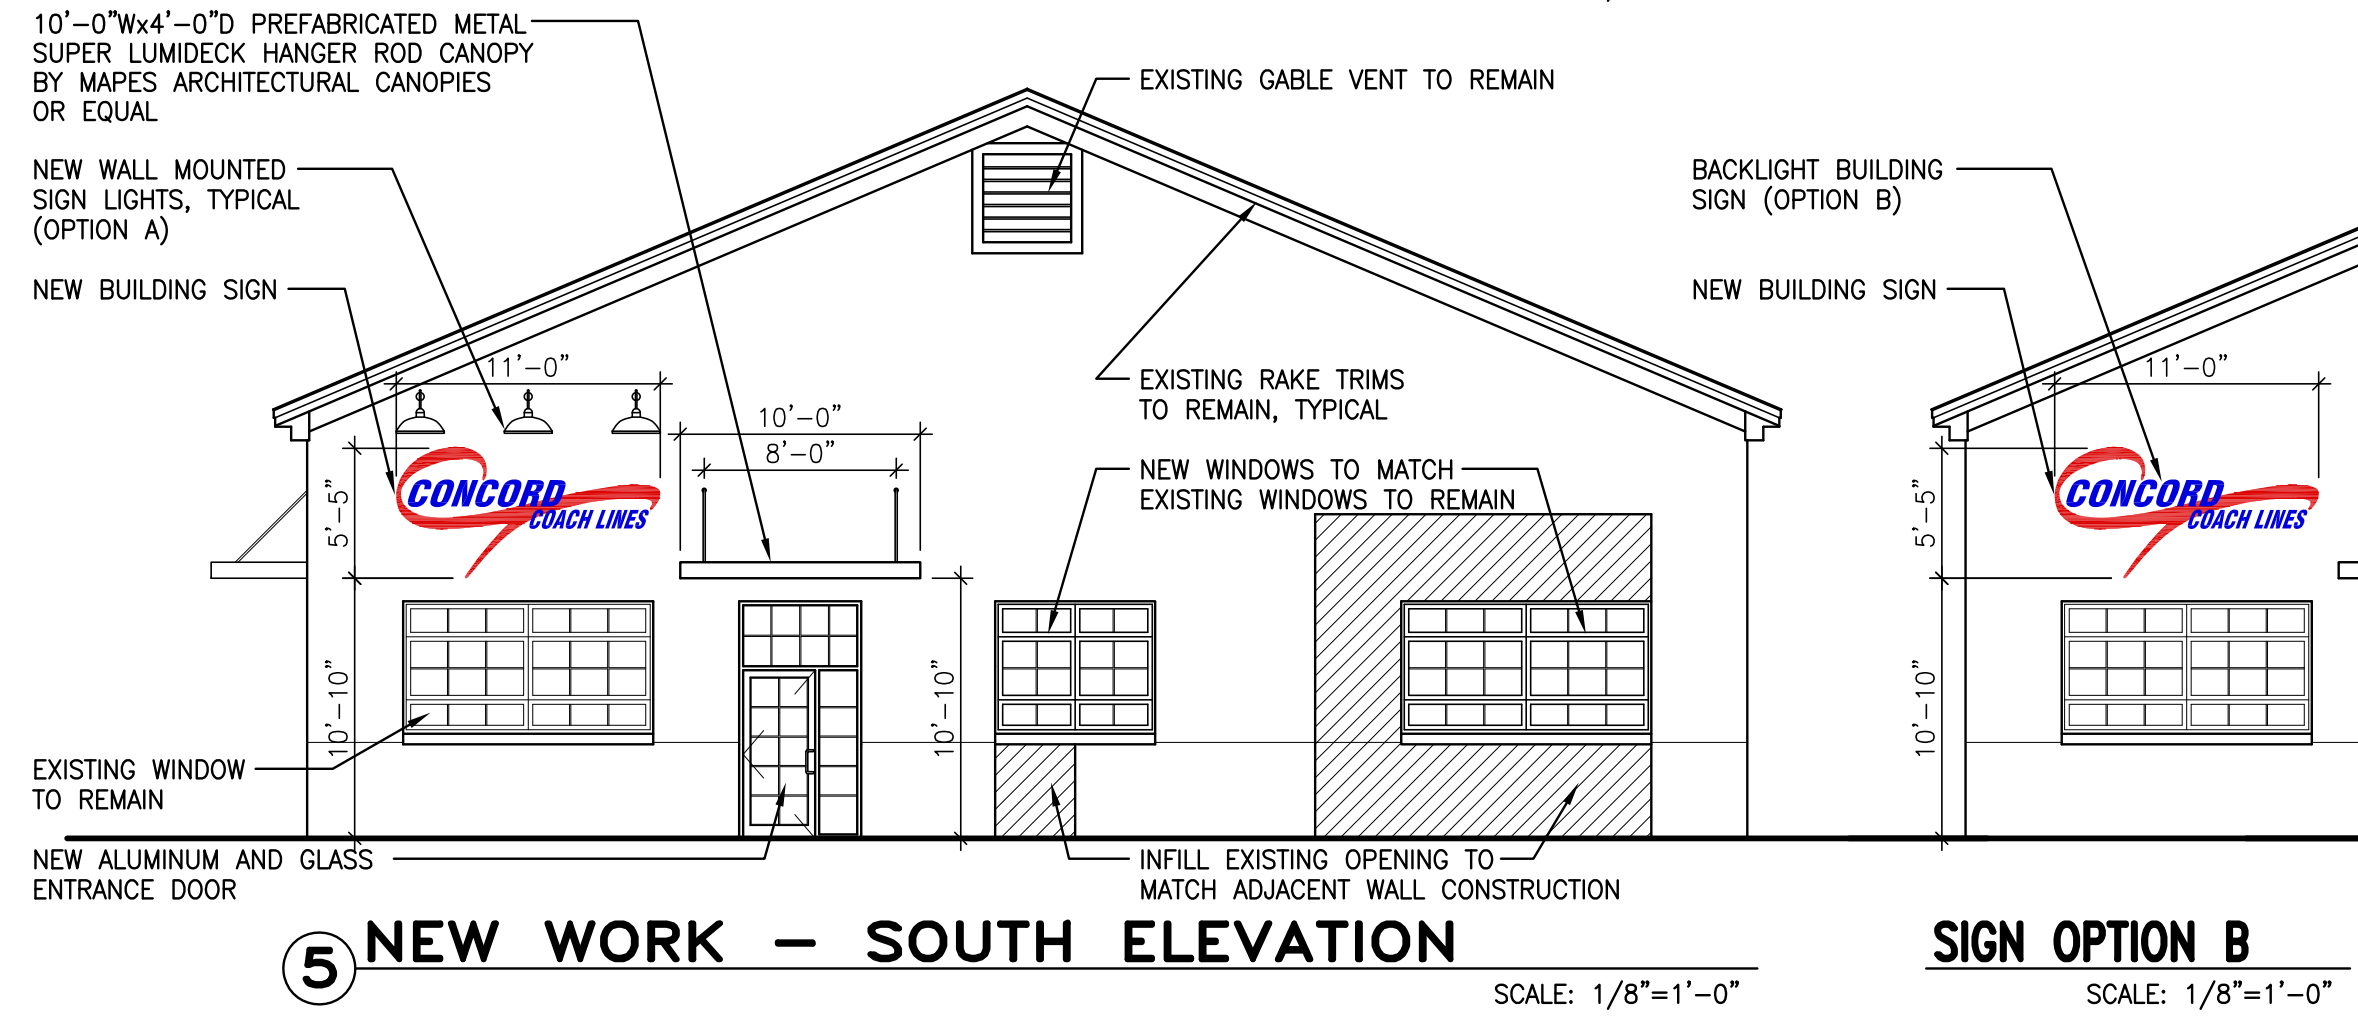 10'-0"Wx4'-0"D PREFABRICATED METAL
SUPER LUMIDECK HANGER ROD CANOPY
BY MAPES ARCHITECTURAL CANOPIES
OR EQUAL
NEW WALL MOUNTED
SIGN LIGHTS, TYPICAL
(OPTION A)
NEW BUILDING SIGN
EXISTING GABLE VENT TO REMAIN
EXISTING RAKE TRIMS
TO REMAIN, TYPICAL
11'-0"
10'-0"
8'-0"
5'-5"
CONCORD
COACH LINES
NEW WINDOWS TO MATCH
EXISTING WINDOWS TO REMAIN
10'-10"
10'-10"
EXISTING WINDOW
TO REMAIN
NEW ALUMINUM AND GLASS
ENTRANCE DOOR
INFILL EXISTING OPENING TO
MATCH ADJACENT WALL CONSTRUCTION
5 NEW WORK - SOUTH ELEVATION
SCALE: 1/8"=1'-0"
BACKLIGHT BUILDING
SIGN (OPTION B)
NEW BUILDING SIGN
11'-0"
5'-5"
CONCORD
COACH LINES
10'-10"
SIGN OPTION B
SCALE: 1/8"=1'-0"